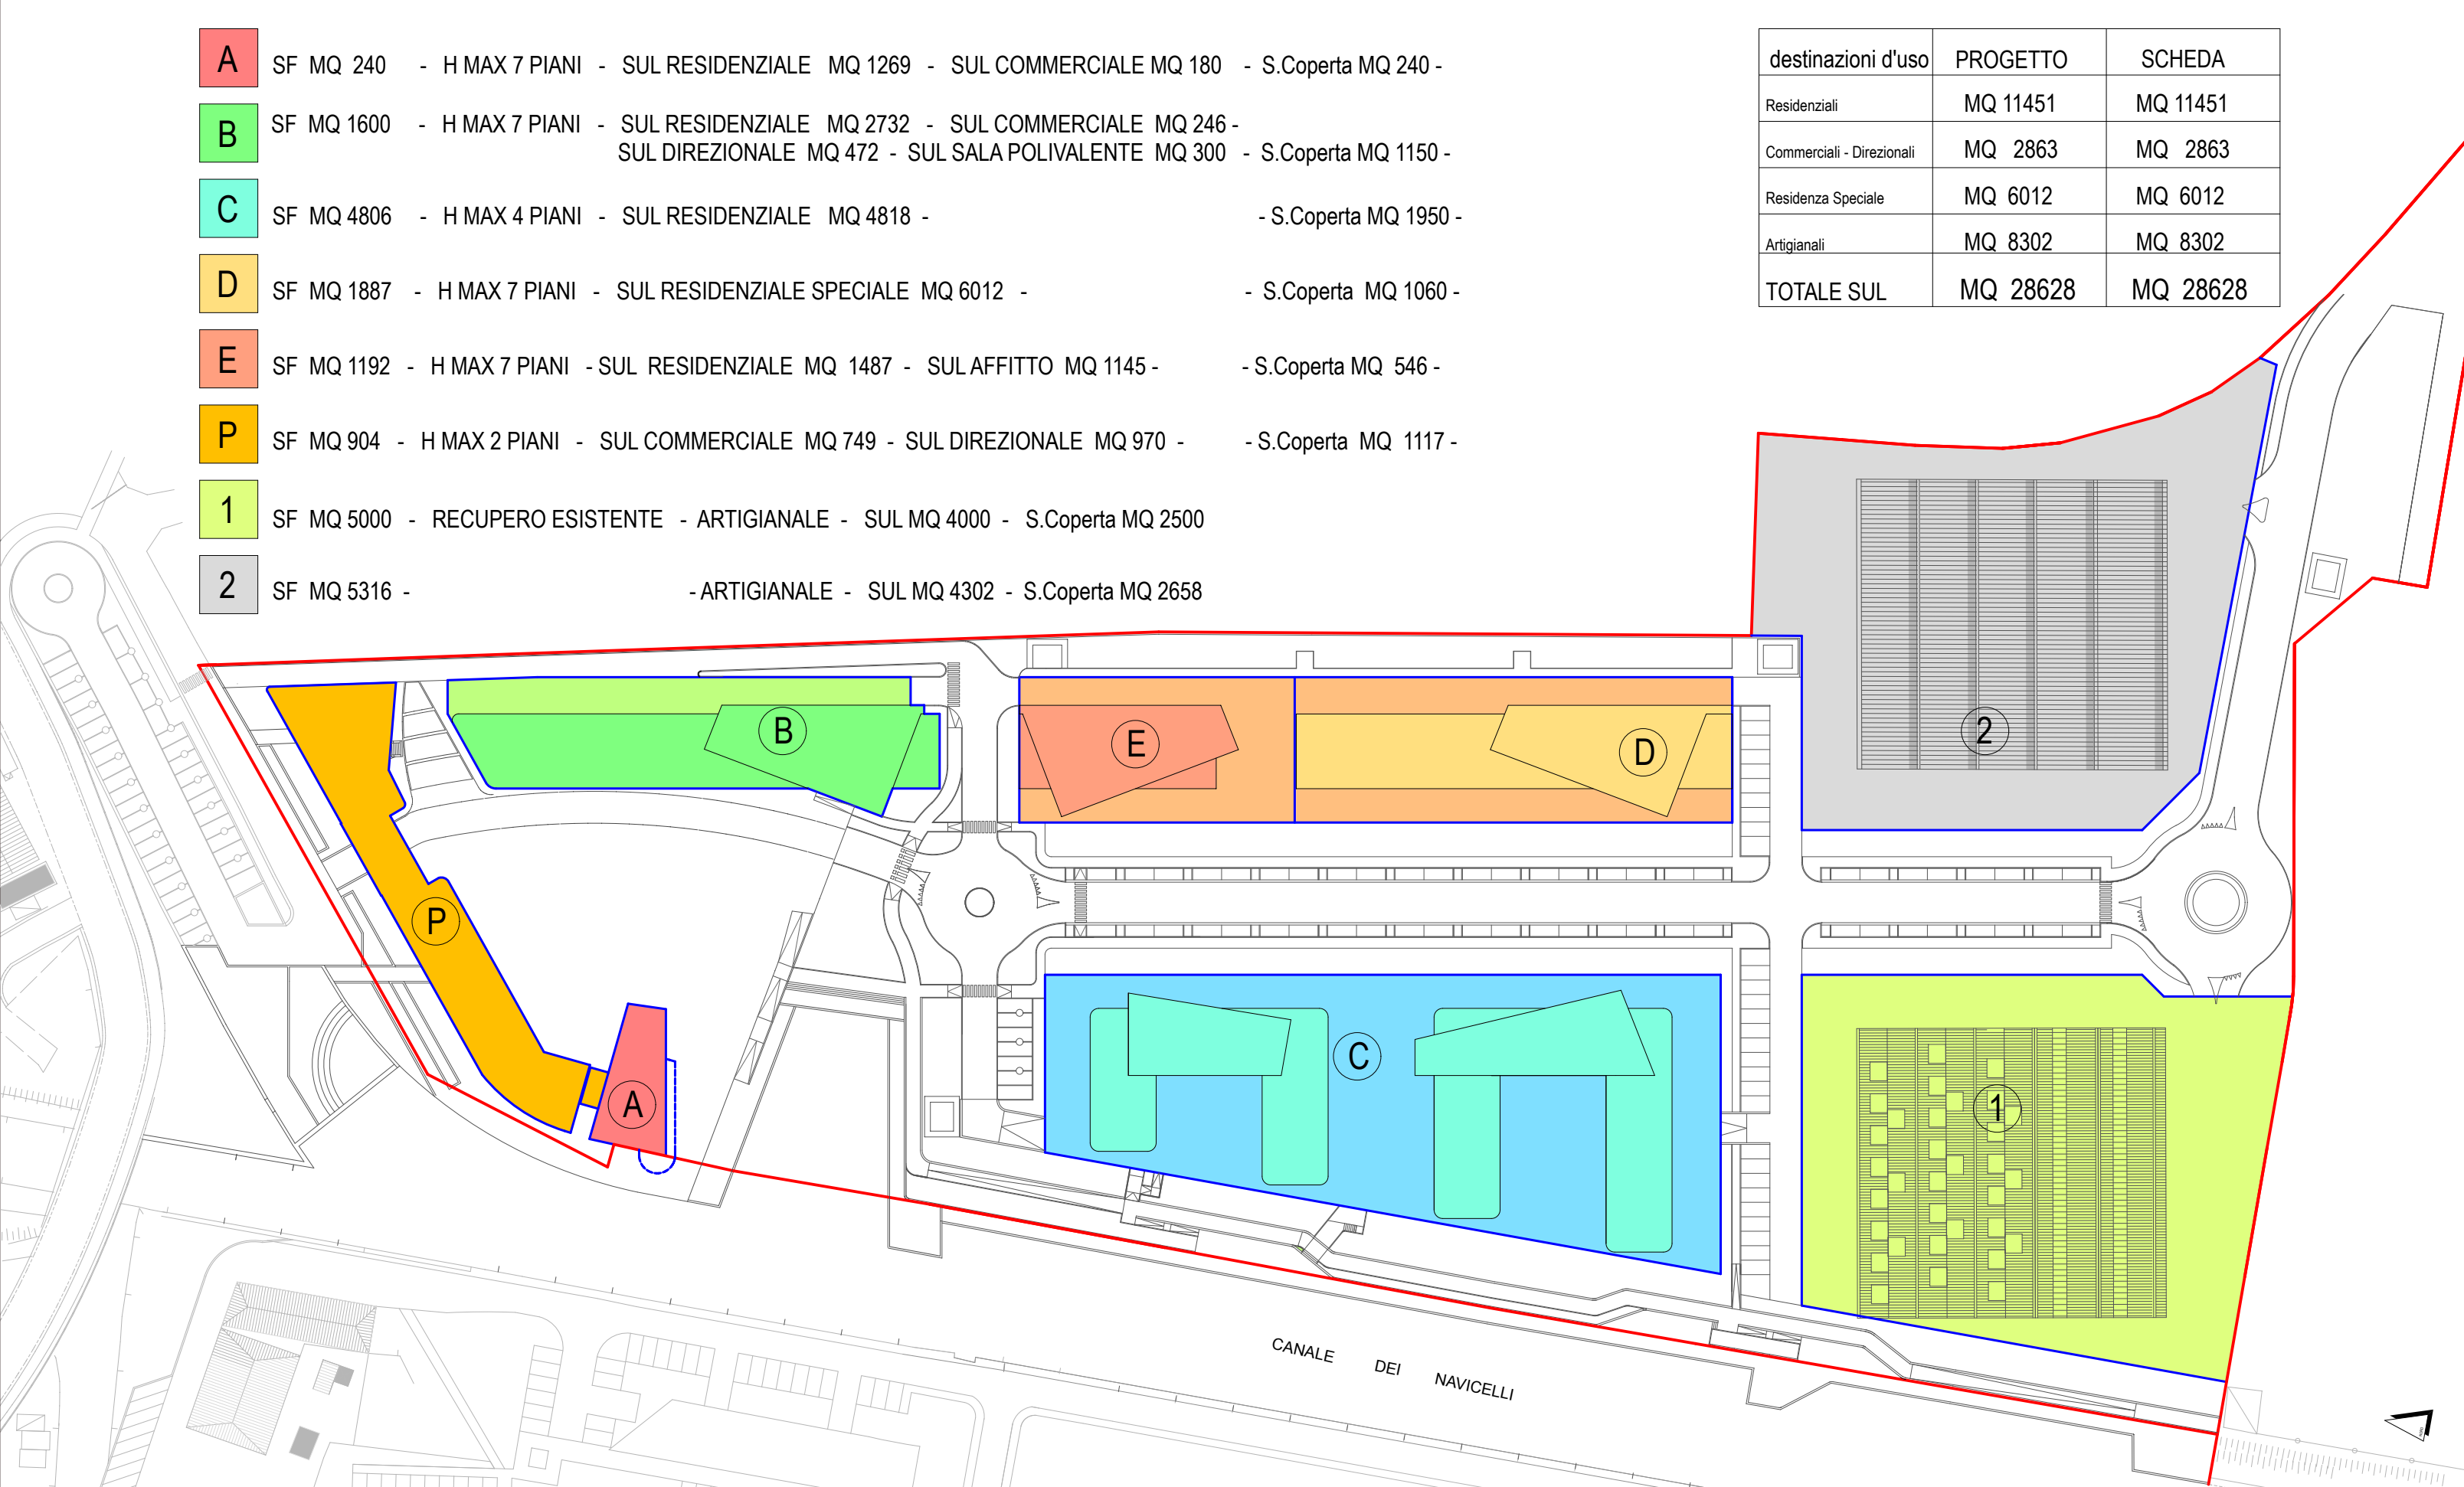 A SF MQ 240 - H MAX 7 PIANI - SUL RESIDENZIALE MQ 1269 - SUL COMMERCIALE MQ 180 - S.Coperta MQ 240 -
B SF MQ 1600 - H MAX 7 PIANI - SUL RESIDENZIALE MQ 2732 - SUL COMMERCIALE MQ 246 -
SUL DIREZIONALE MQ 472 - SUL SALA POLIVALENTE MQ 300 - S.Coperta MQ 1150 -
C SF MQ 4806 - H MAX 4 PIANI - SUL RESIDENZIALE MQ 4818 - - S.Coperta MQ 1950 -
D SF MQ 1887 - H MAX 7 PIANI - SUL RESIDENZIALE SPECIALE MQ 6012 - - S.Coperta MQ 1060 -
E SF MQ 1192 - H MAX 7 PIANI - SUL RESIDENZIALE MQ 1487 - SUL AFFITTO MQ 1145 - - S.Coperta MQ 546 -
P SF MQ 904 - H MAX 2 PIANI - SUL COMMERCIALE MQ 749 - SUL DIREZIONALE MQ 970 - - S.Coperta MQ 1117 -
1 SF MQ 5000 - RECUPERO ESISTENTE - ARTIGIANALE - SUL MQ 4000 - S.Coperta MQ 2500
2 SF MQ 5316 - - ARTIGIANALE - SUL MQ 4302 - S.Coperta MQ 2658
destinazioni d'uso PROGETTO SCHEDA
Residenziali MQ 11451 MQ 11451
Commerciali - Direzionali MQ 2863 MQ 2863
Residenza Speciale MQ 6012 MQ 6012
Artigianali MQ 8302 MQ 8302
TOTALE SUL MQ 28628 MQ 28628
B
E
D
2
P
C
A
1
CANALE DEI NAVICELLI